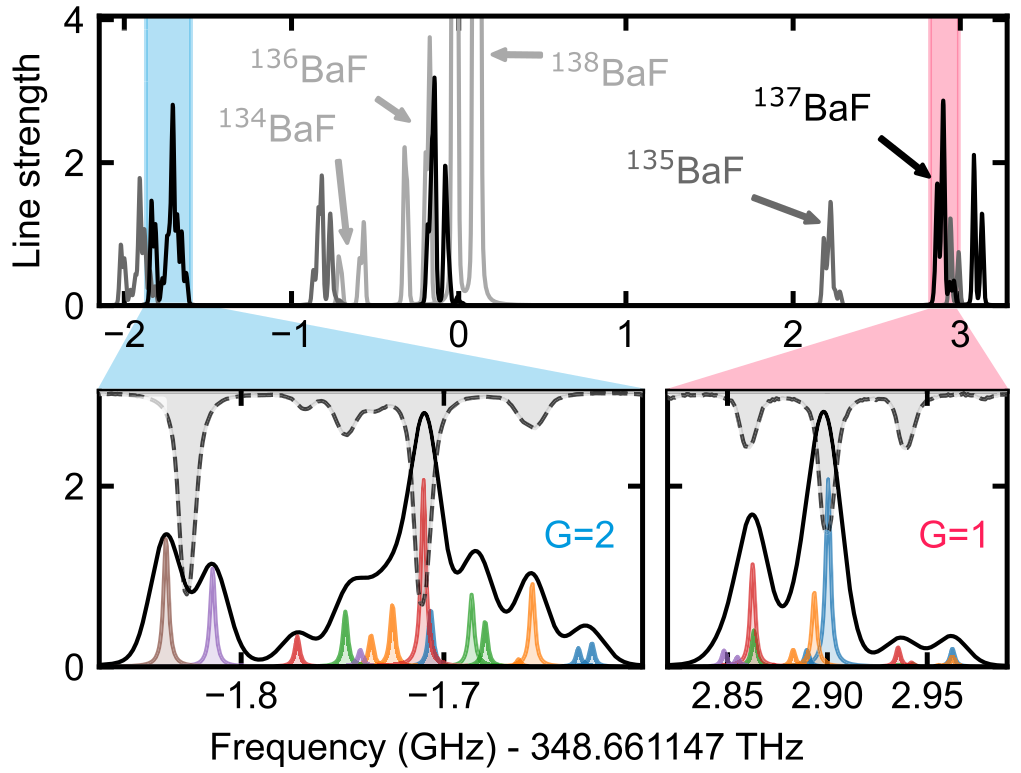 Line strength
4
2
0
¹³⁶BaF
¹³⁴BaF
¹³⁸BaF
¹³⁷BaF
¹³⁵BaF
−2
−1
0
1
2
3
2
0
G=2
G=1
−1.8
−1.7
2.85
2.90
2.95
Frequency (GHz) - 348.661147 THz